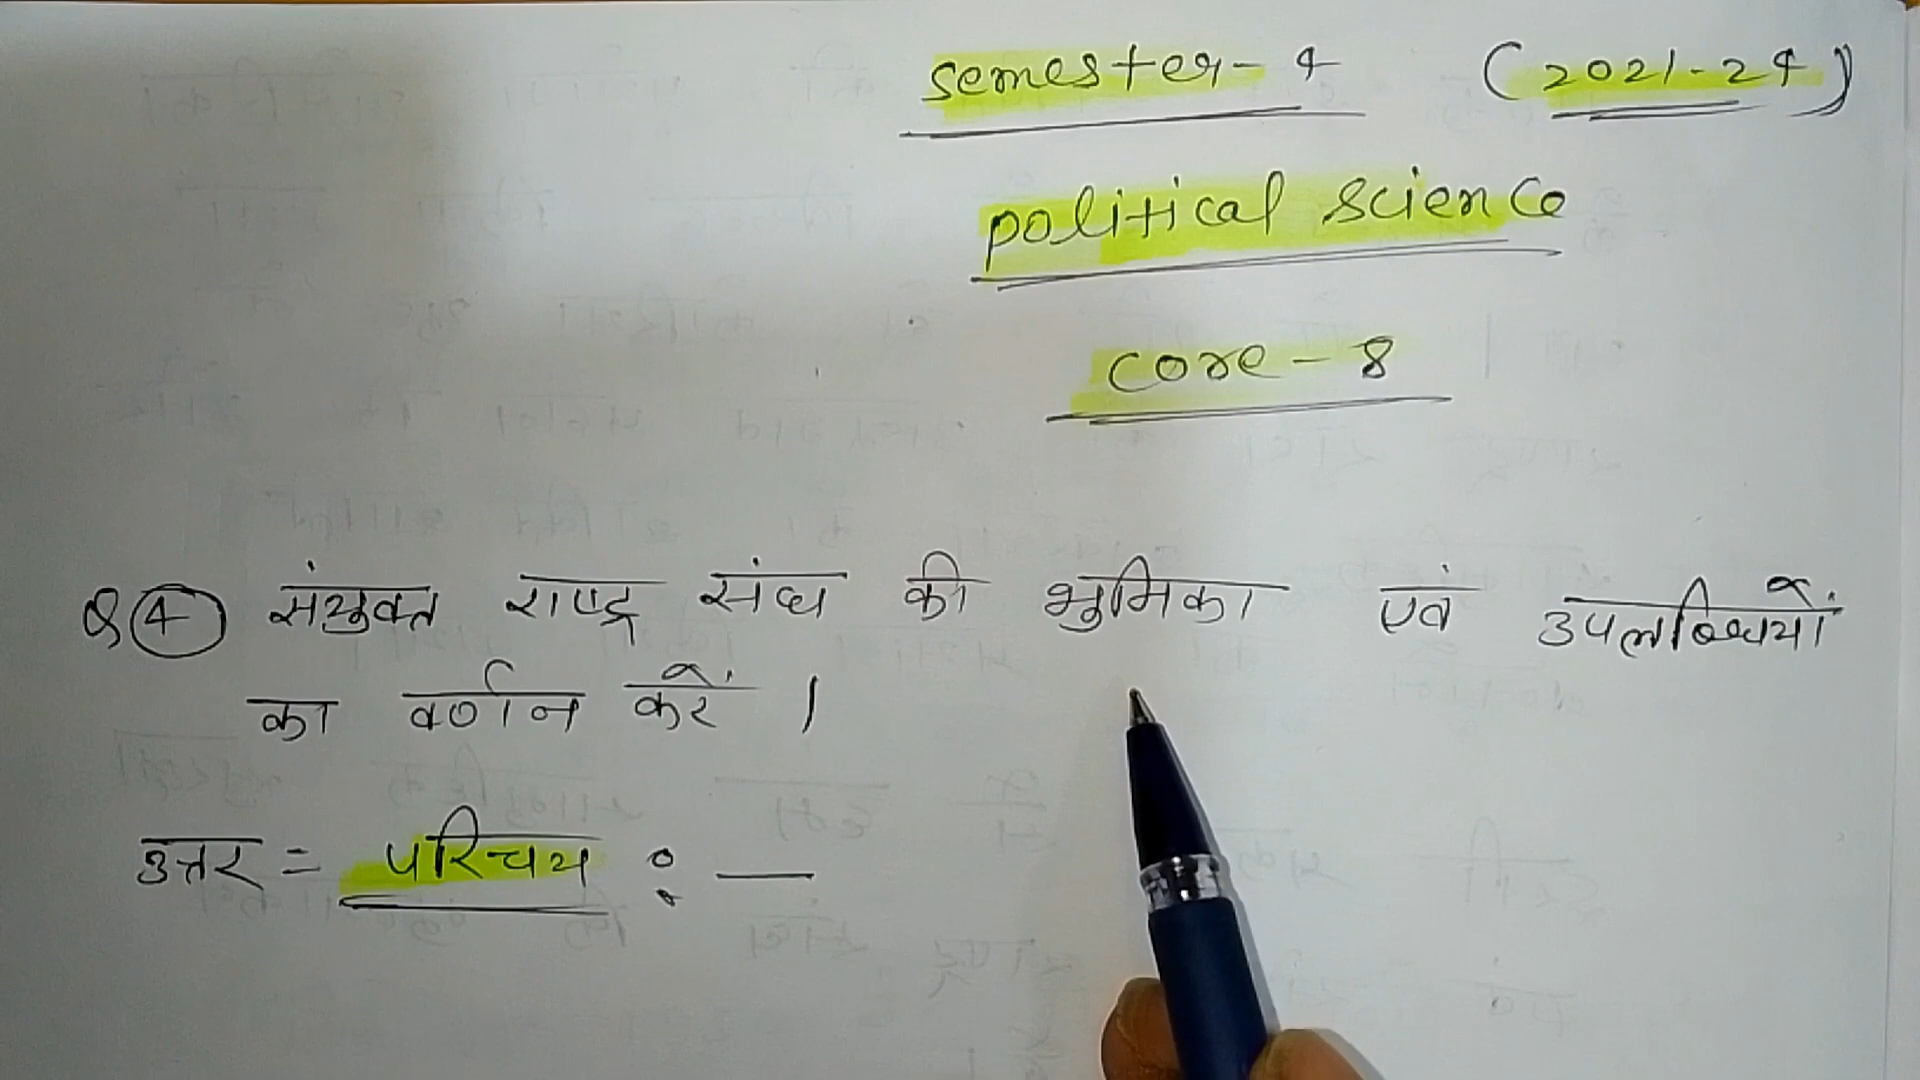 semester-4 (2021-24)
political science
core-8
Q④ संयुक्त राष्ट्र संघ की भुमिका एवं उपलब्धियों
का वर्णन करें ।
उत्तर = परिचय :—